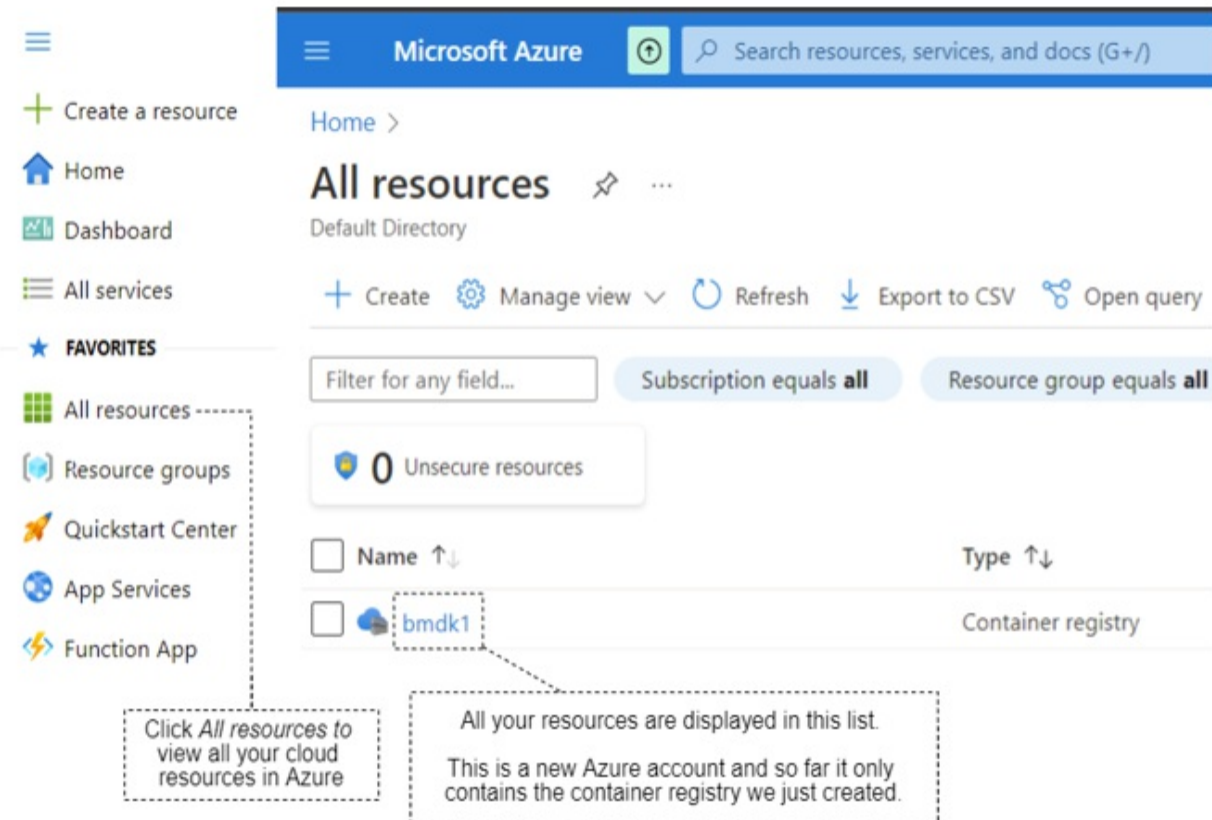 Create a resource
Home
Dashboard
All services
FAVORITES
All resources
Resource groups
Quickstart Center
App Services
Function App
Microsoft Azure
Search resources, services, and docs (G+/)
Home >
All resources ...
Default Directory
Create Manage view Refresh Export to CSV Open query
Filter for any field... Subscription equals all Resource group equals all
0 Unsecure resources
Name ↑↓ Type ↑↓
bmdk1 Container registry
Click All resources to
view all your cloud
resources in Azure
All your resources are displayed in this list.
This is a new Azure account and so far it only
contains the container registry we just created.